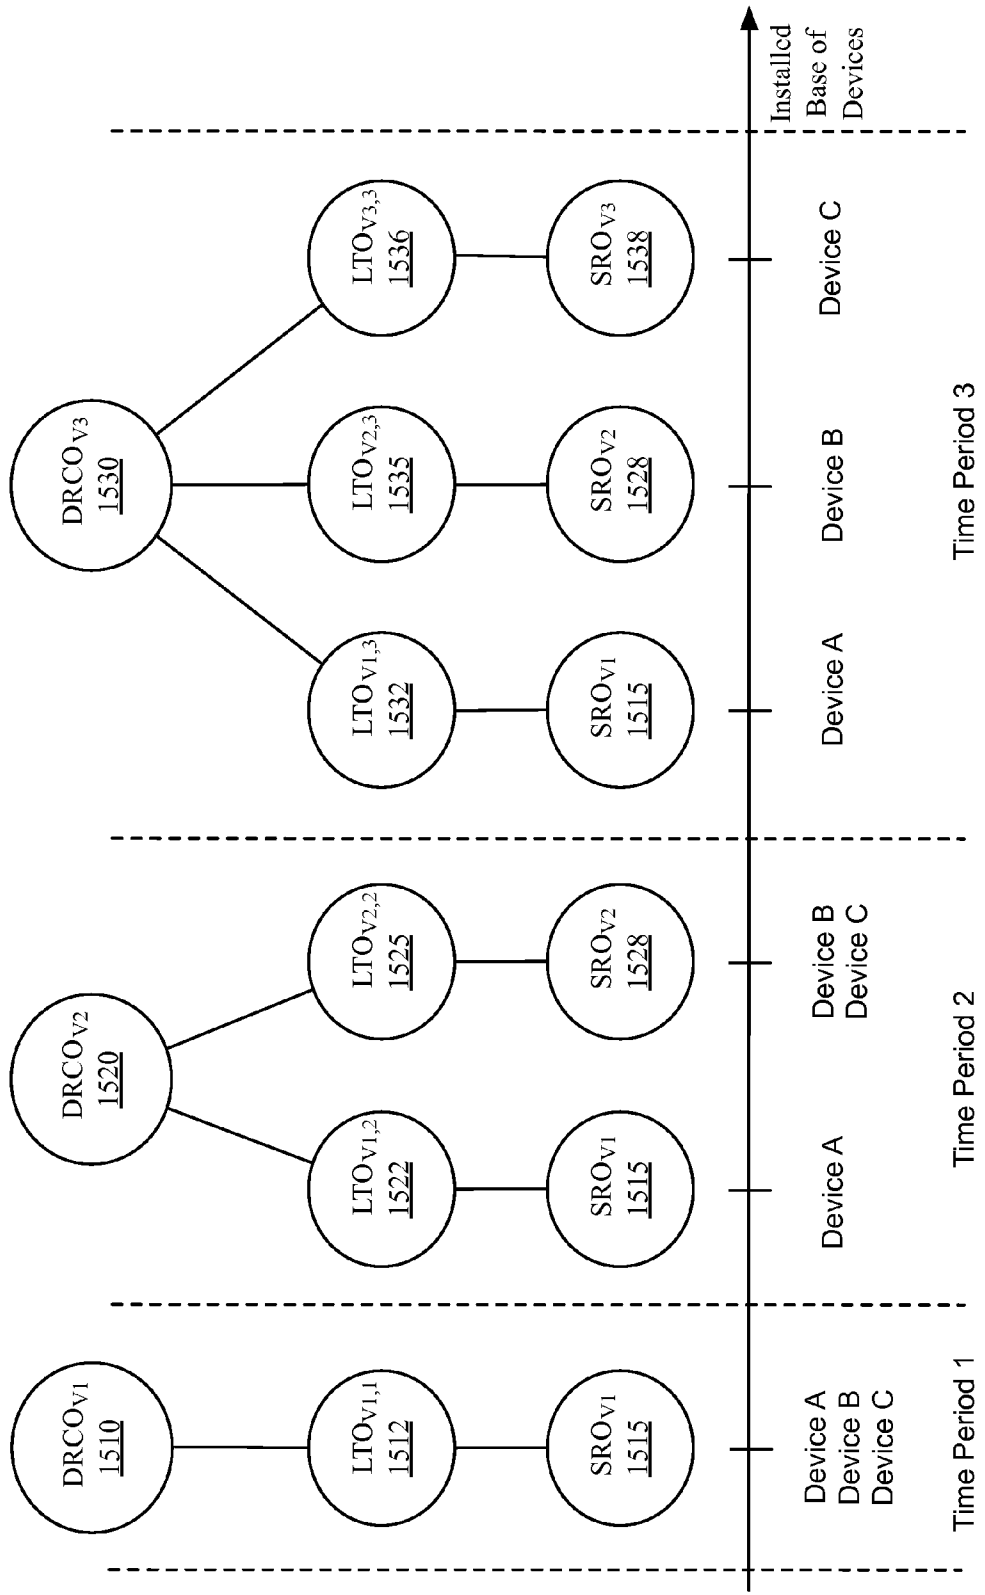 DRCOV1
1510
LTOV1,1
1512
SROV1
1515
Device A
Device B
Device C
Time Period 1
DRCOV2
1520
LTOV1,2
1522
LTOV2,2
1525
SROV1
1515
SROV2
1528
Device A
Device B
Device C
Time Period 2
DRCOV3
1530
LTOV1,3
1532
LTOV2,3
1535
LTOV3,3
1536
SROV1
1515
SROV2
1528
SROV3
1538
Device A
Device B
Device C
Time Period 3
Installed
Base of
Devices